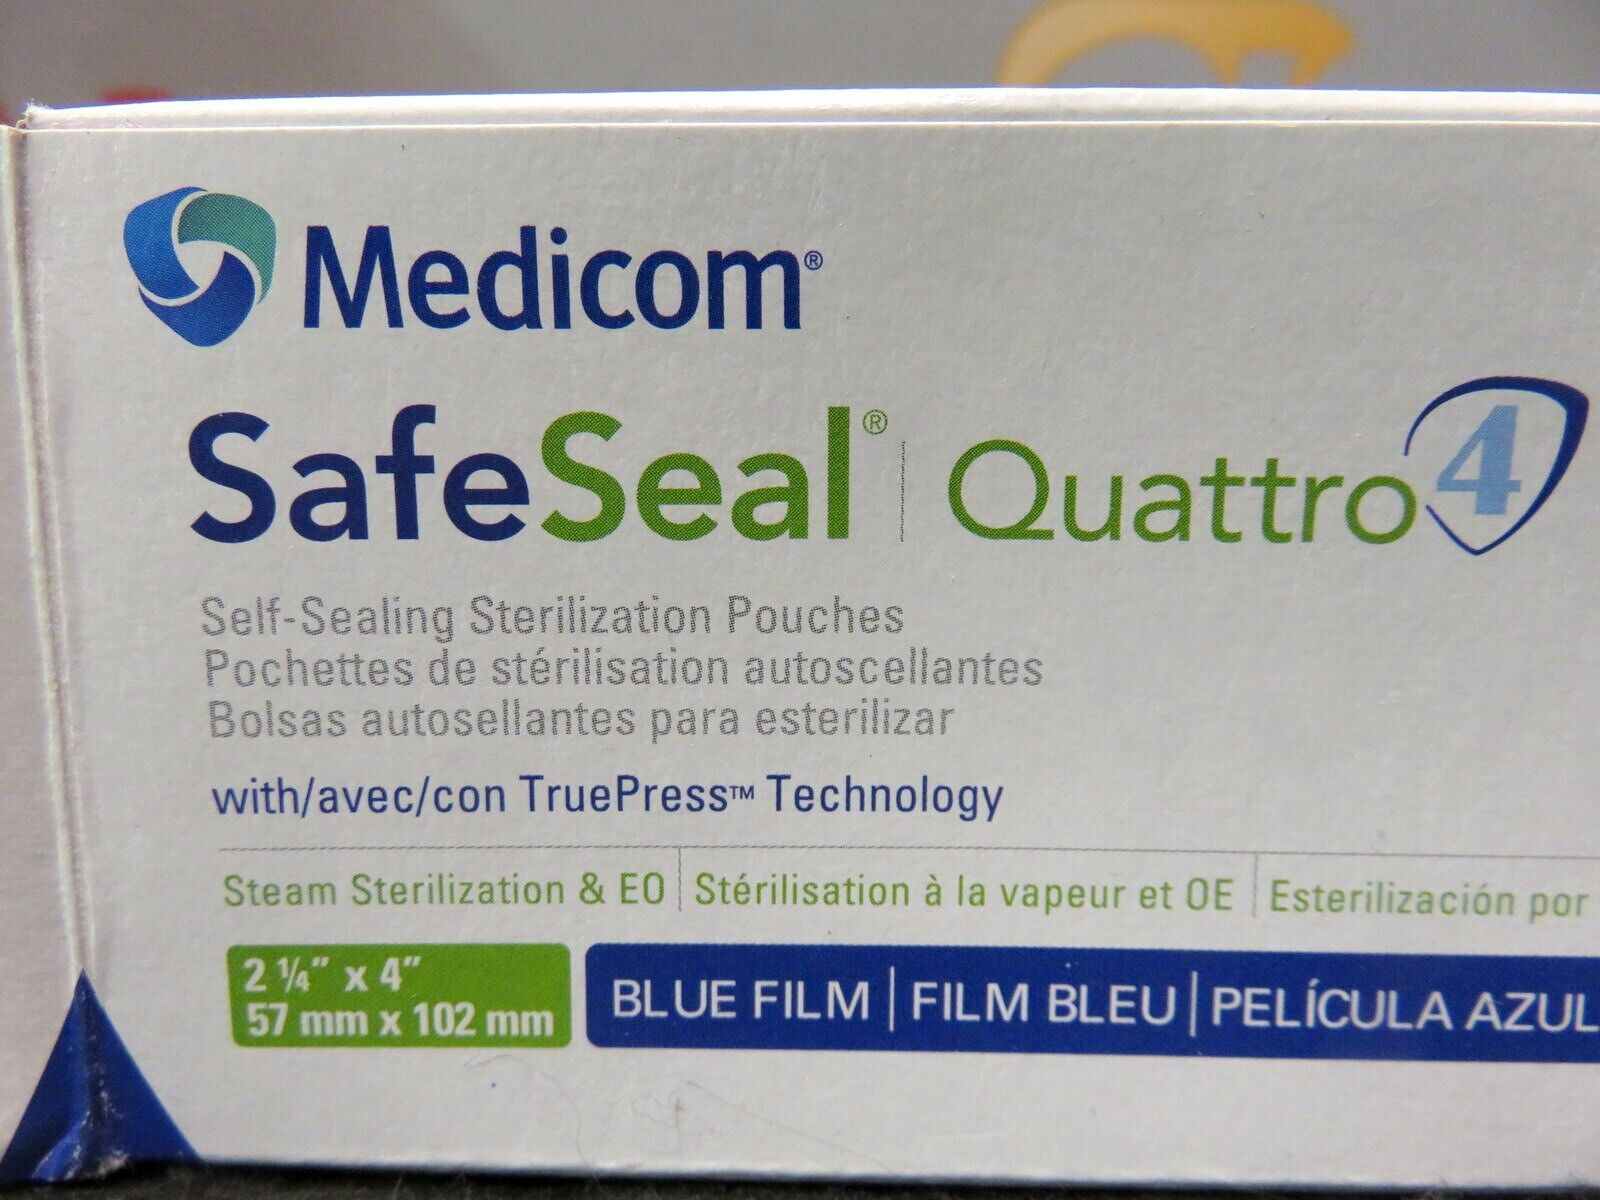 Medicom®
SafeSeal® | Quattro 4
Self-Sealing Sterilization Pouches
Pochettes de stérilisation autoscellantes
Bolsas autosellantes para esterilizar
with/avec/con TruePress™ Technology
Steam Sterilization & EO | Stérilisation à la vapeur et OE | Esterilización por
2 ¼" x 4"
57 mm x 102 mm
BLUE FILM | FILM BLEU | PELÍCULA AZUL